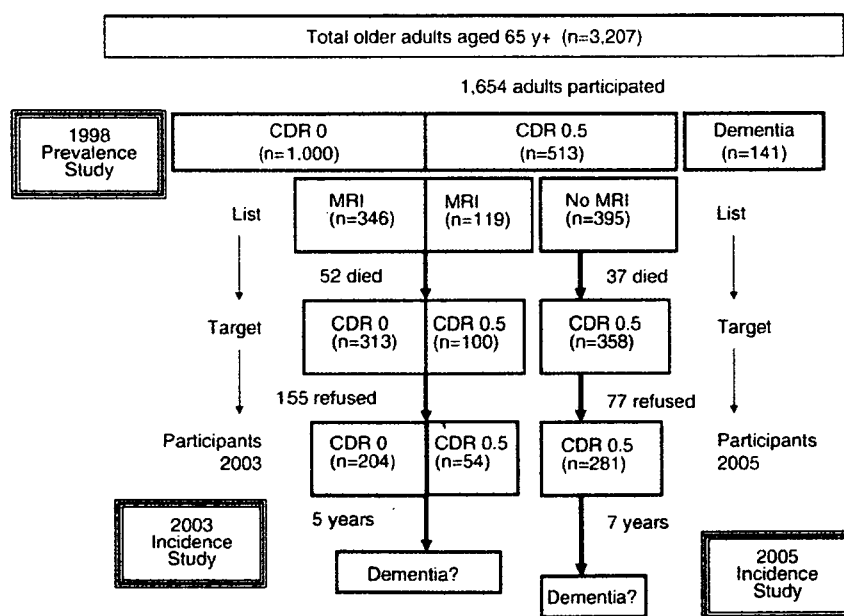 Total older adults aged 65 y+ (n=3,207)
1,654 adults participated
1998
Prevalence
Study
CDR 0
(n=1.000)
CDR 0.5
(n=513)
Dementia
(n=141)
List
MRI
(n=346)
MRI
(n=119)
No MRI
(n=395)
List
52 died
37 died
Target
CDR 0
(n=313)
CDR 0.5
(n=100)
CDR 0.5
(n=358)
Target
155 refused
77 refused
Participants
2003
CDR 0
(n=204)
CDR 0.5
(n=54)
CDR 0.5
(n=281)
Participants
2005
2003
Incidence
Study
5 years
7 years
2005
Incidence
Study
Dementia?
Dementia?